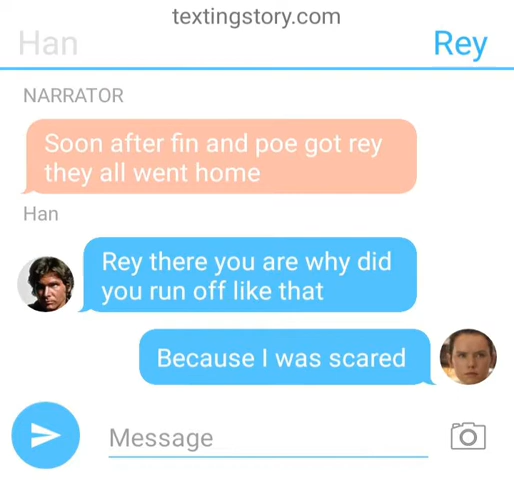 textingstory.com
Han
Rey
NARRATOR
Soon after fin and poe got rey
they all went home
Han
Rey there you are why did
you run off like that
Because I was scared
Message